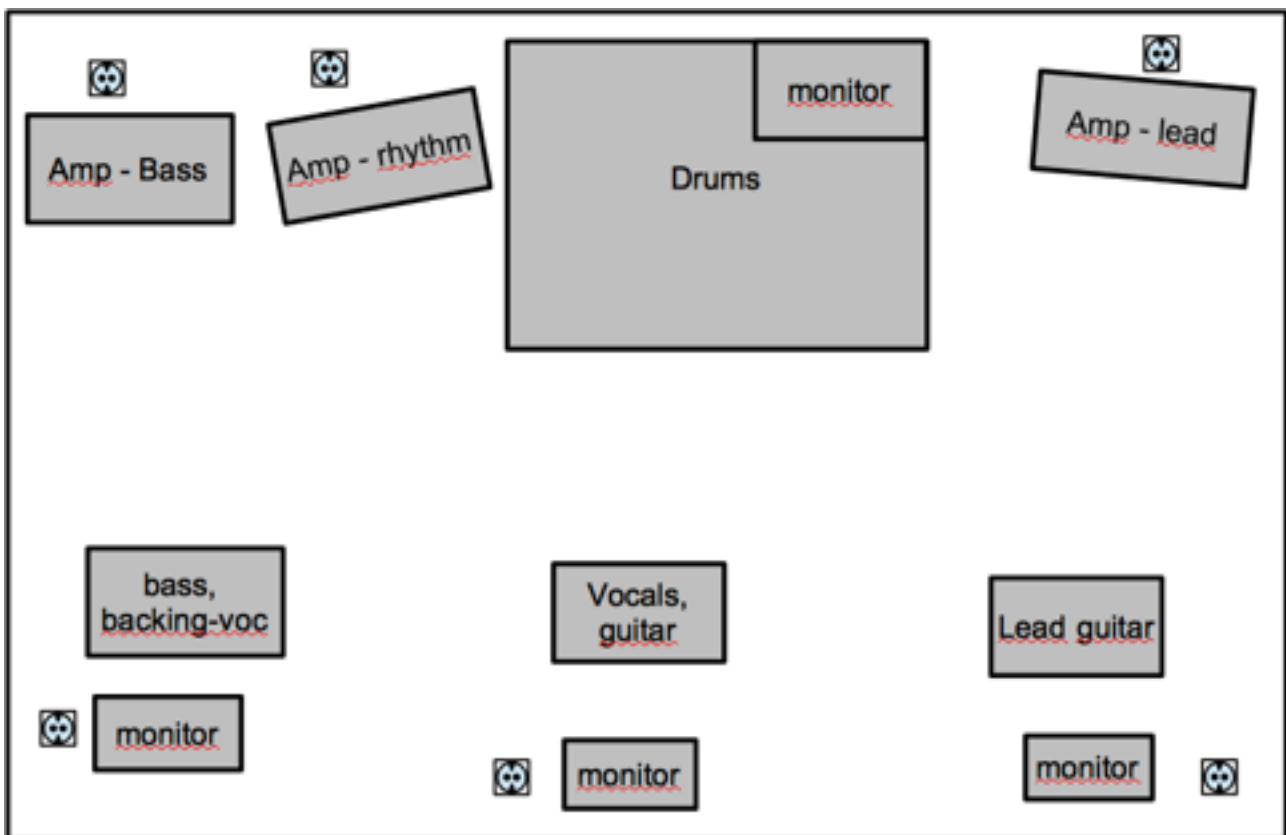 monitor
Amp - Bass
Amp - rhythm
Drums
Amp - lead
bass,
backing-voc
Vocals,
guitar
Lead guitar
monitor
monitor
monitor